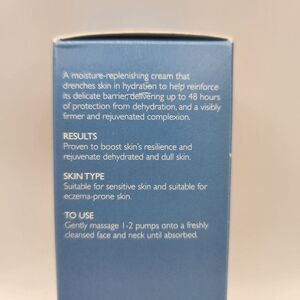 A moisture-replenishing cream that
drenches skin in hydration to help reinforce
its delicate barrier, delivering up to 48 hours
of protection from dehydration, and a visibly
firmer and rejuvenated complexion.
RESULTS
Proven to boost skin's resilience and
rejuvenate dehydrated and dull skin.
SKIN TYPE
Suitable for sensitive skin and suitable for
eczema-prone skin.
TO USE
Gently massage 1-2 pumps onto a freshly
cleansed face and neck until absorbed.